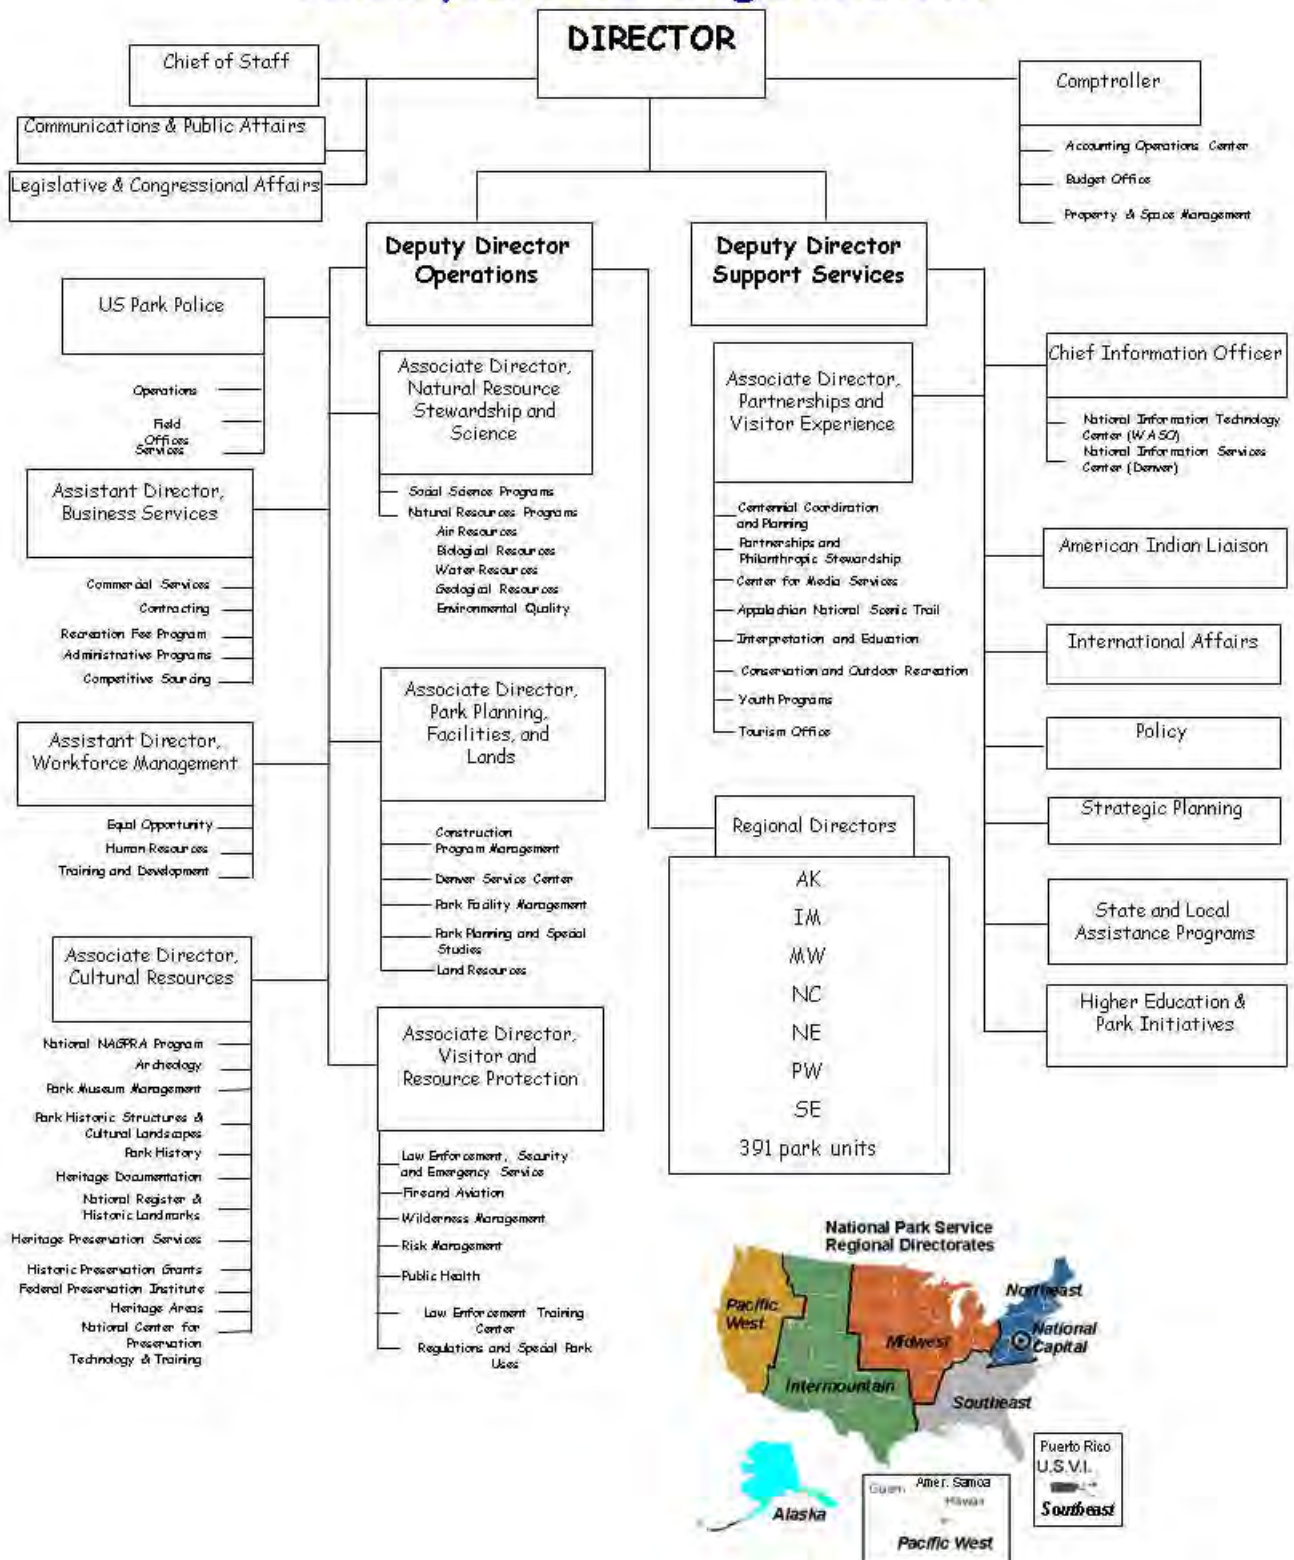 DIRECTOR
Chief of Staff
Communications & Public Affairs
Legislative & Congressional Affairs
Comptroller
Accounting Operations Center
Budget Office
Property & Space Management
Deputy Director
Operations
Deputy Director
Support Services
US Park Police
Operations
Field
Offices
Services
Assistant Director,
Business Services
Commercial Services
Contracting
Recreation Fee Program
Administrative Programs
Competitive Sourcing
Assistant Director,
Workforce Management
Equal Opportunity
Human Resources
Training and Development
Associate Director,
Cultural Resources
National NAGPRA Program
Archeology
Park Museum Management
Park Historic Structures &
Cultural Landscapes
Park History
Heritage Documentation
National Register &
Historic Landmarks
Heritage Preservation Services
Historic Preservation Grants
Federal Preservation Institute
Heritage Areas
National Center for
Preservation
Technology & Training
Associate Director,
Natural Resource
Stewardship and
Science
Social Science Programs
Natural Resources Programs
Air Resources
Biological Resources
Water Resources
Geological Resources
Environmental Quality
Associate Director,
Park Planning,
Facilities, and
Lands
Construction
Program Management
Denver Service Center
Park Facility Management
Park Planning and Special
Studies
Land Resources
Associate Director,
Visitor and
Resource Protection
Law Enforcement, Security
and Emergency Service
Fire and Aviation
Wilderness Management
Risk Management
Public Health
Law Enforcement Training
Center
Regulations and Special Park
Uses
Associate Director,
Partnerships and
Visitor Experience
Centennial Coordination
and Planning
Partnerships and
Philanthropic Stewardship
Center for Media Services
Appalachian National Scenic Trail
Interpretation and Education
Conservation and Outdoor Recreation
Youth Programs
Tourism Office
Regional Directors
AK
IM
MW
NC
NE
PW
SE
391 park units
Chief Information Officer
National Information Technology
Center (WASO)
National Information Services
Center (Denver)
American Indian Liaison
International Affairs
Policy
Strategic Planning
State and Local
Assistance Programs
Higher Education &
Park Initiatives
National Park Service
Regional Directorates
Pacific
West
Northeast
National
Capital
Midwest
Intermountain
Southeast
Alaska
Guam Amer. Samoa
Hawaii
Pacific West
Puerto Rico
U.S.V.I.
Southeast